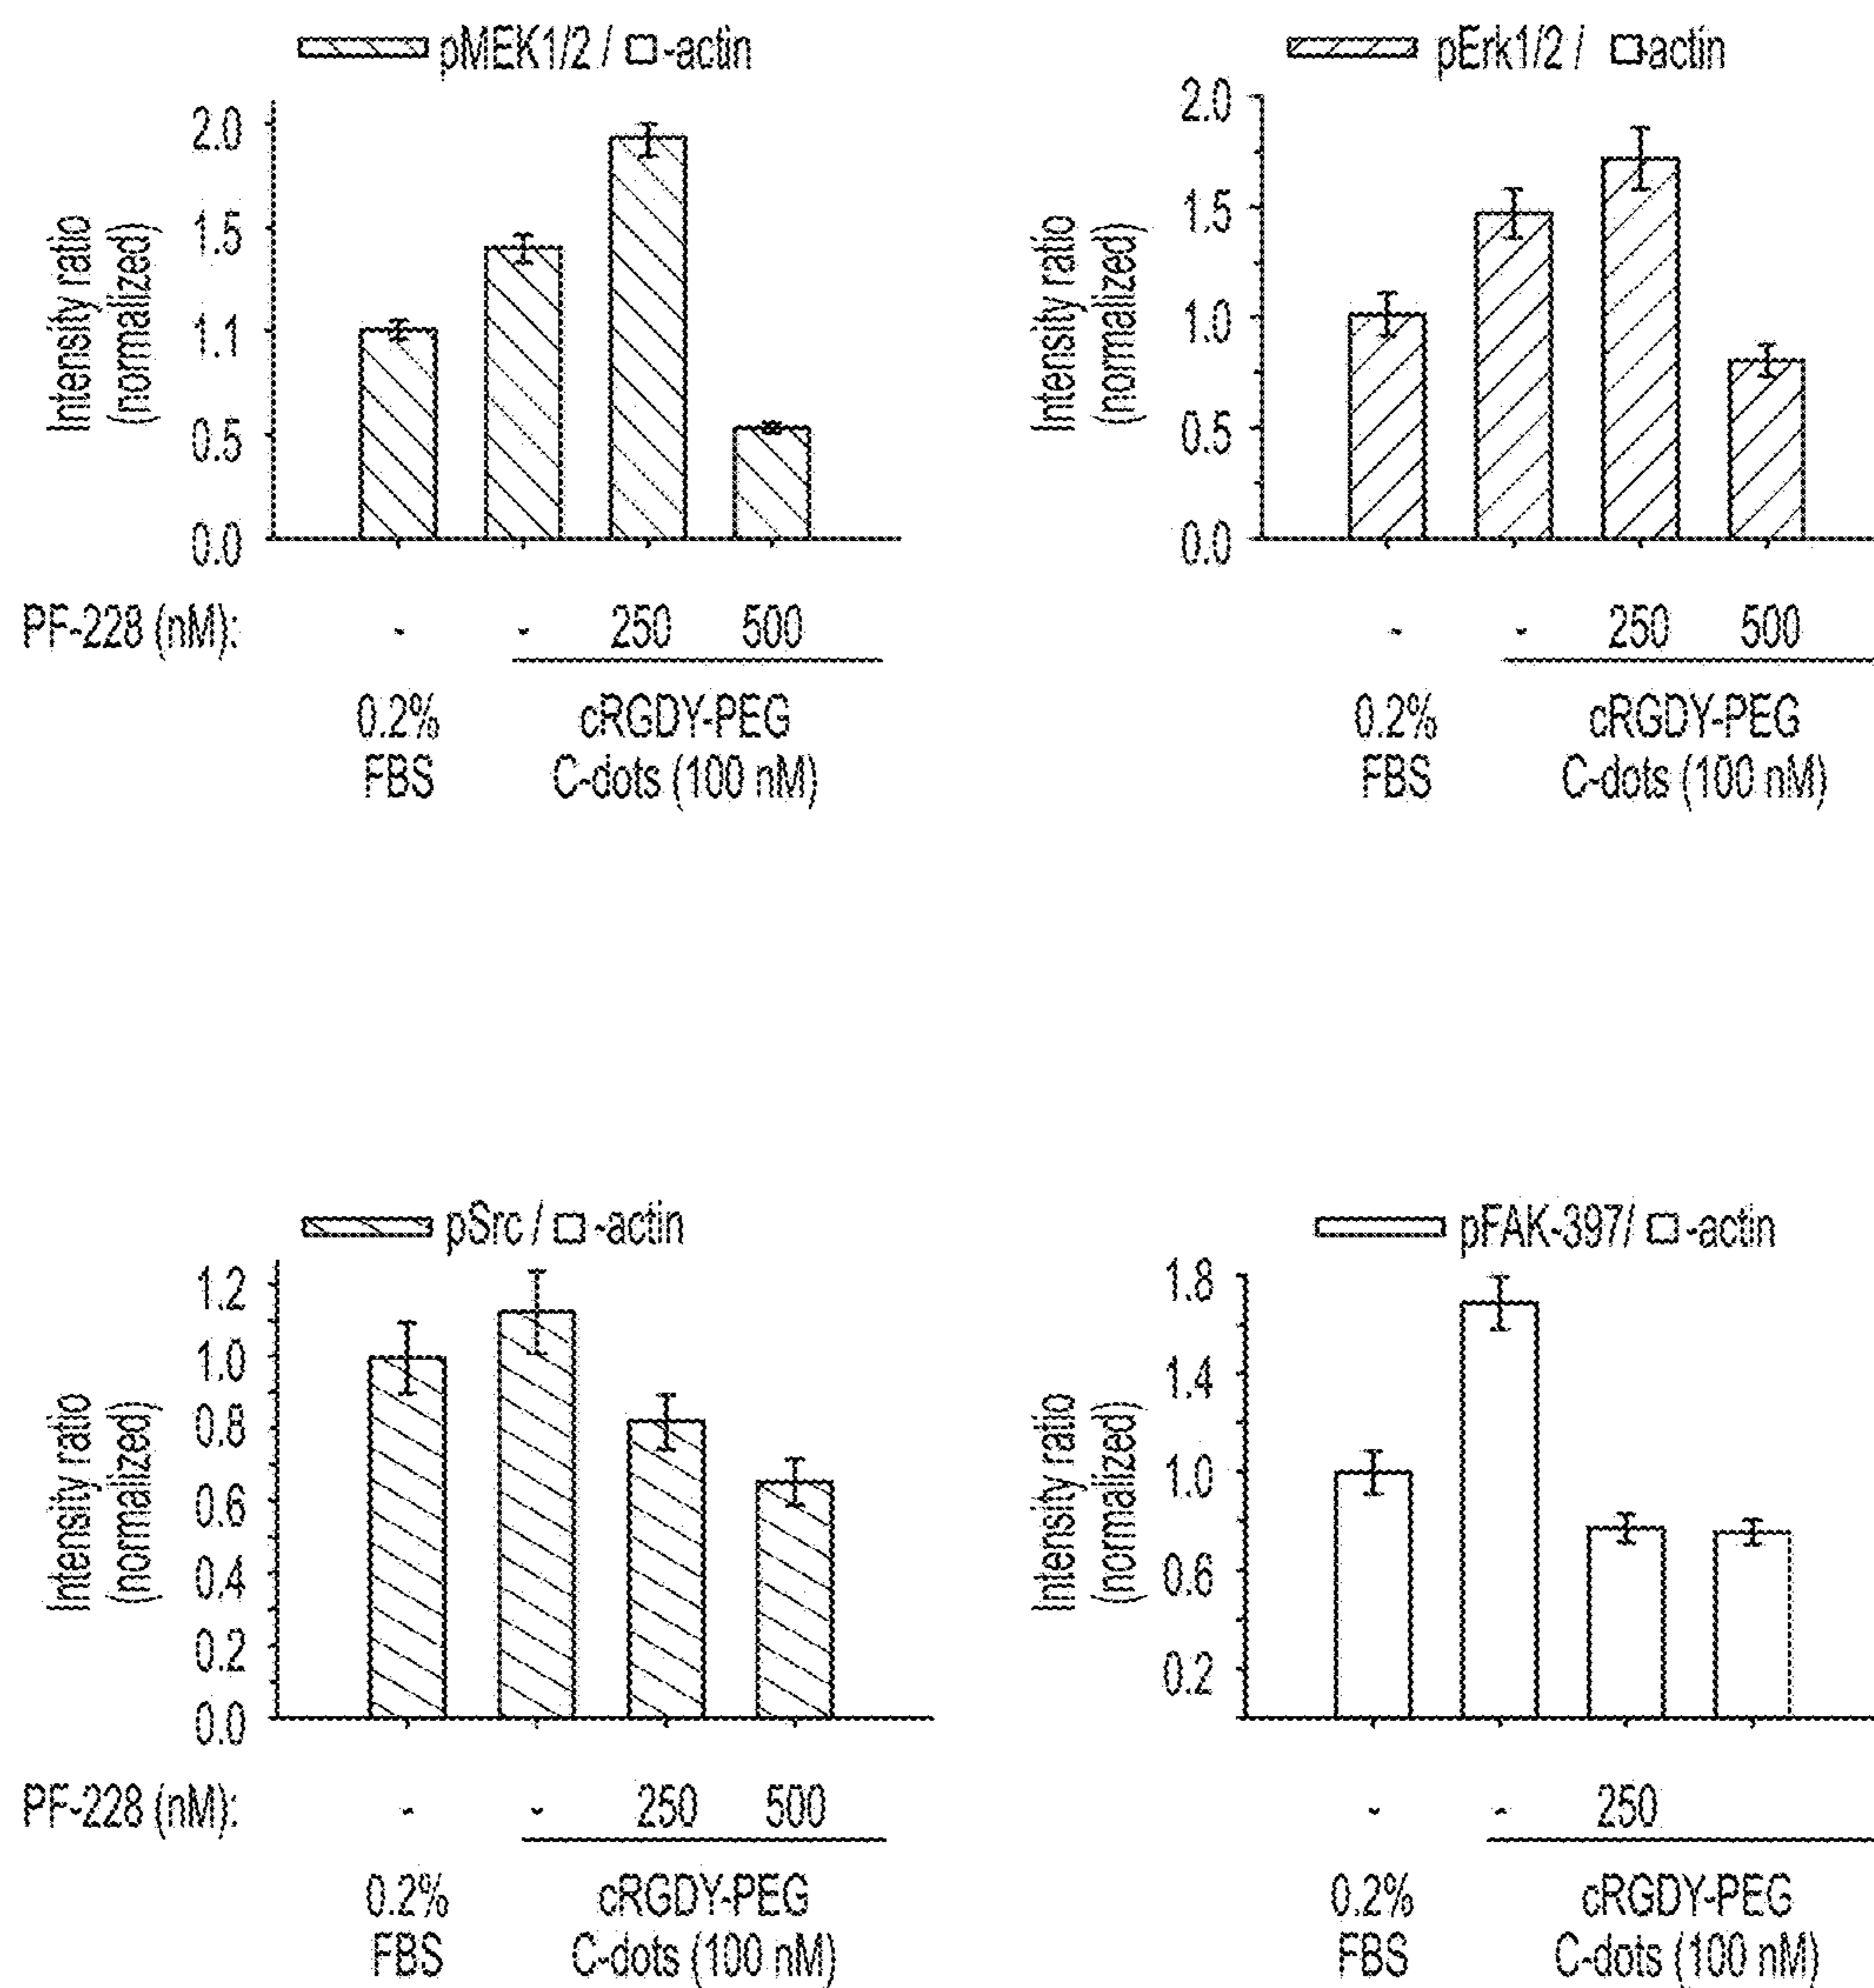 pMEK1/2 / □-actin
Intensity ratio
(normalized)
2.0
1.5
1.1
0.5
0.0
PF-228 (nM):
- - 250 500
0.2%
FBS
cRGDY-PEG
C-dots (100 nM)
pErk1/2 / □-actin
Intensity ratio
(normalized)
2.0
1.5
1.0
0.5
0.0
- - 250 500
0.2%
FBS
cRGDY-PEG
C-dots (100 nM)
pSrc / □-actin
Intensity ratio
(normalized)
1.2
1.0
0.8
0.6
0.4
0.2
0.0
PF-228 (nM):
- - 250 500
0.2%
FBS
cRGDY-PEG
C-dots (100 nM)
pFAK-397/ □-actin
Intensity ratio
(normalized)
1.8
1.4
1.0
0.6
0.2
- - 250
0.2%
FBS
cRGDY-PEG
C-dots (100 nM)